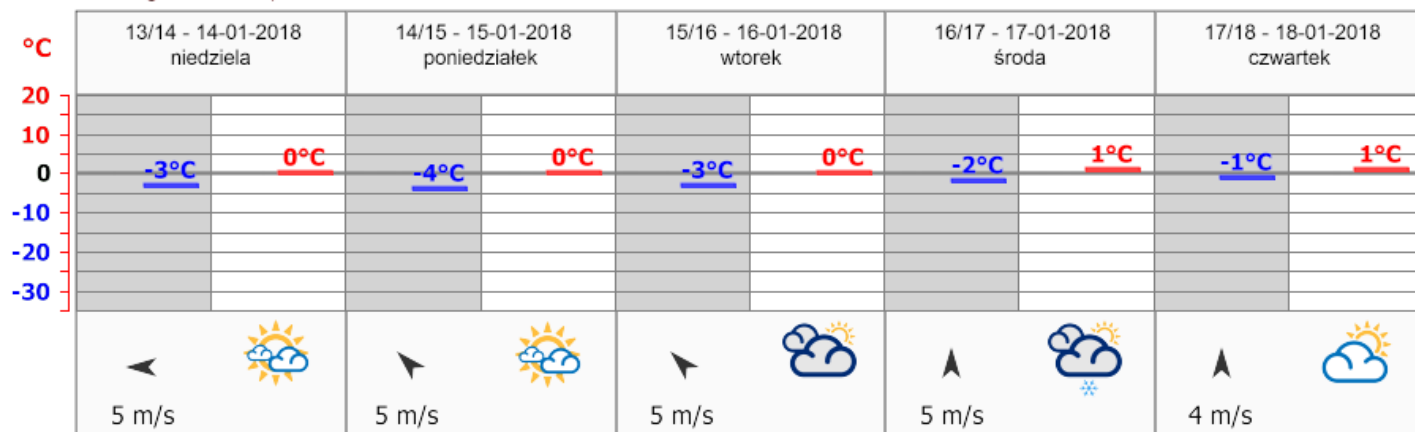 13/14 - 14-01-2018
niedziela
14/15 - 15-01-2018
poniedziałek
15/16 - 16-01-2018
wtorek
16/17 - 17-01-2018
środa
17/18 - 18-01-2018
czwartek
°C
20
10
0
-10
-20
-30
-3°C
0°C
-4°C
0°C
-3°C
0°C
-2°C
1°C
-1°C
1°C
5 m/s
5 m/s
5 m/s
5 m/s
4 m/s